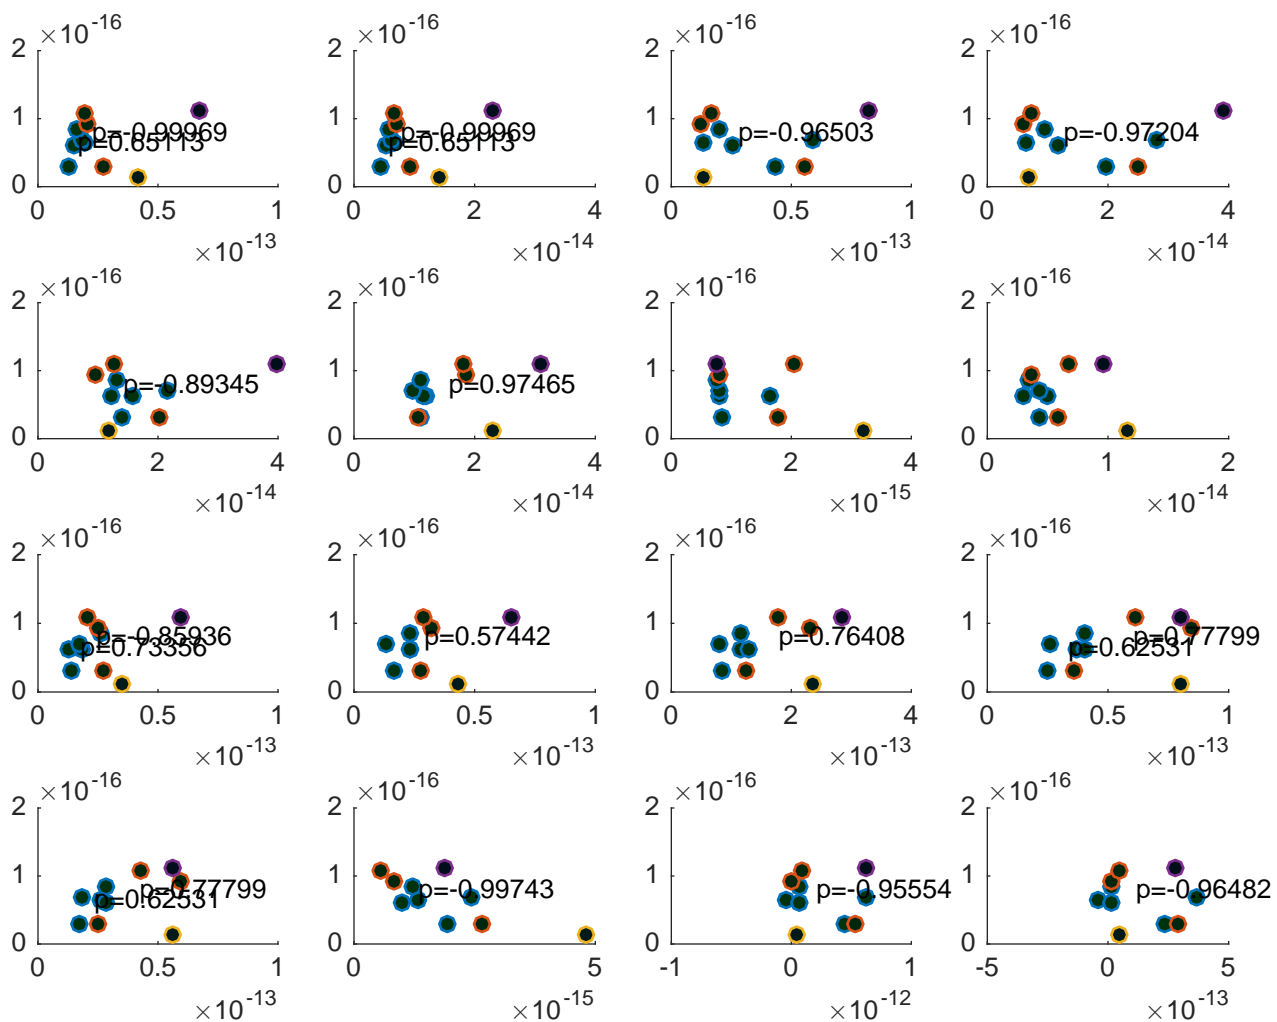 ×10-16 ×10-16 ×10-16 ×10-16
2 2 2 2
p=-0.99969 p=-0.99969 p=-0.96503 p=-0.97204
1 1 1 1
p=0.65113 p=0.65113
0 0 0 0
0 0.5 1 0 2 4 0 0.5 1 0 2 4
×10-13 ×10-14 ×10-13 ×10-14
×10-16 ×10-16 ×10-16 ×10-16
2 2 2 2
1 1 1 1
p=-0.89345 p=0.97465
0 0 0 0
0 2 4 0 2 4 0 2 4 0 1 2
×10-14 ×10-14 ×10-15 ×10-14
×10-16 ×10-16 ×10-16 ×10-16
2 2 2 2
1 1 1 1
p=-0.85936 p=0.57442 p=0.76408 p=0.77799
p=0.73356 p=0.62531
0 0 0 0
0 0.5 1 0 0.5 1 0 2 4 0 0.5 1
×10-13 ×10-13 ×10-13 ×10-13
×10-16 ×10-16 ×10-16 ×10-16
2 2 2 2
1 1 1 1
p=0.77799 p=-0.99743 p=-0.95554 p=-0.96482
p=0.62531
0 0 0 0
0 0.5 1 0 5 -1 0 1 -5 0 5
×10-13 ×10-15 ×10-12 ×10-13